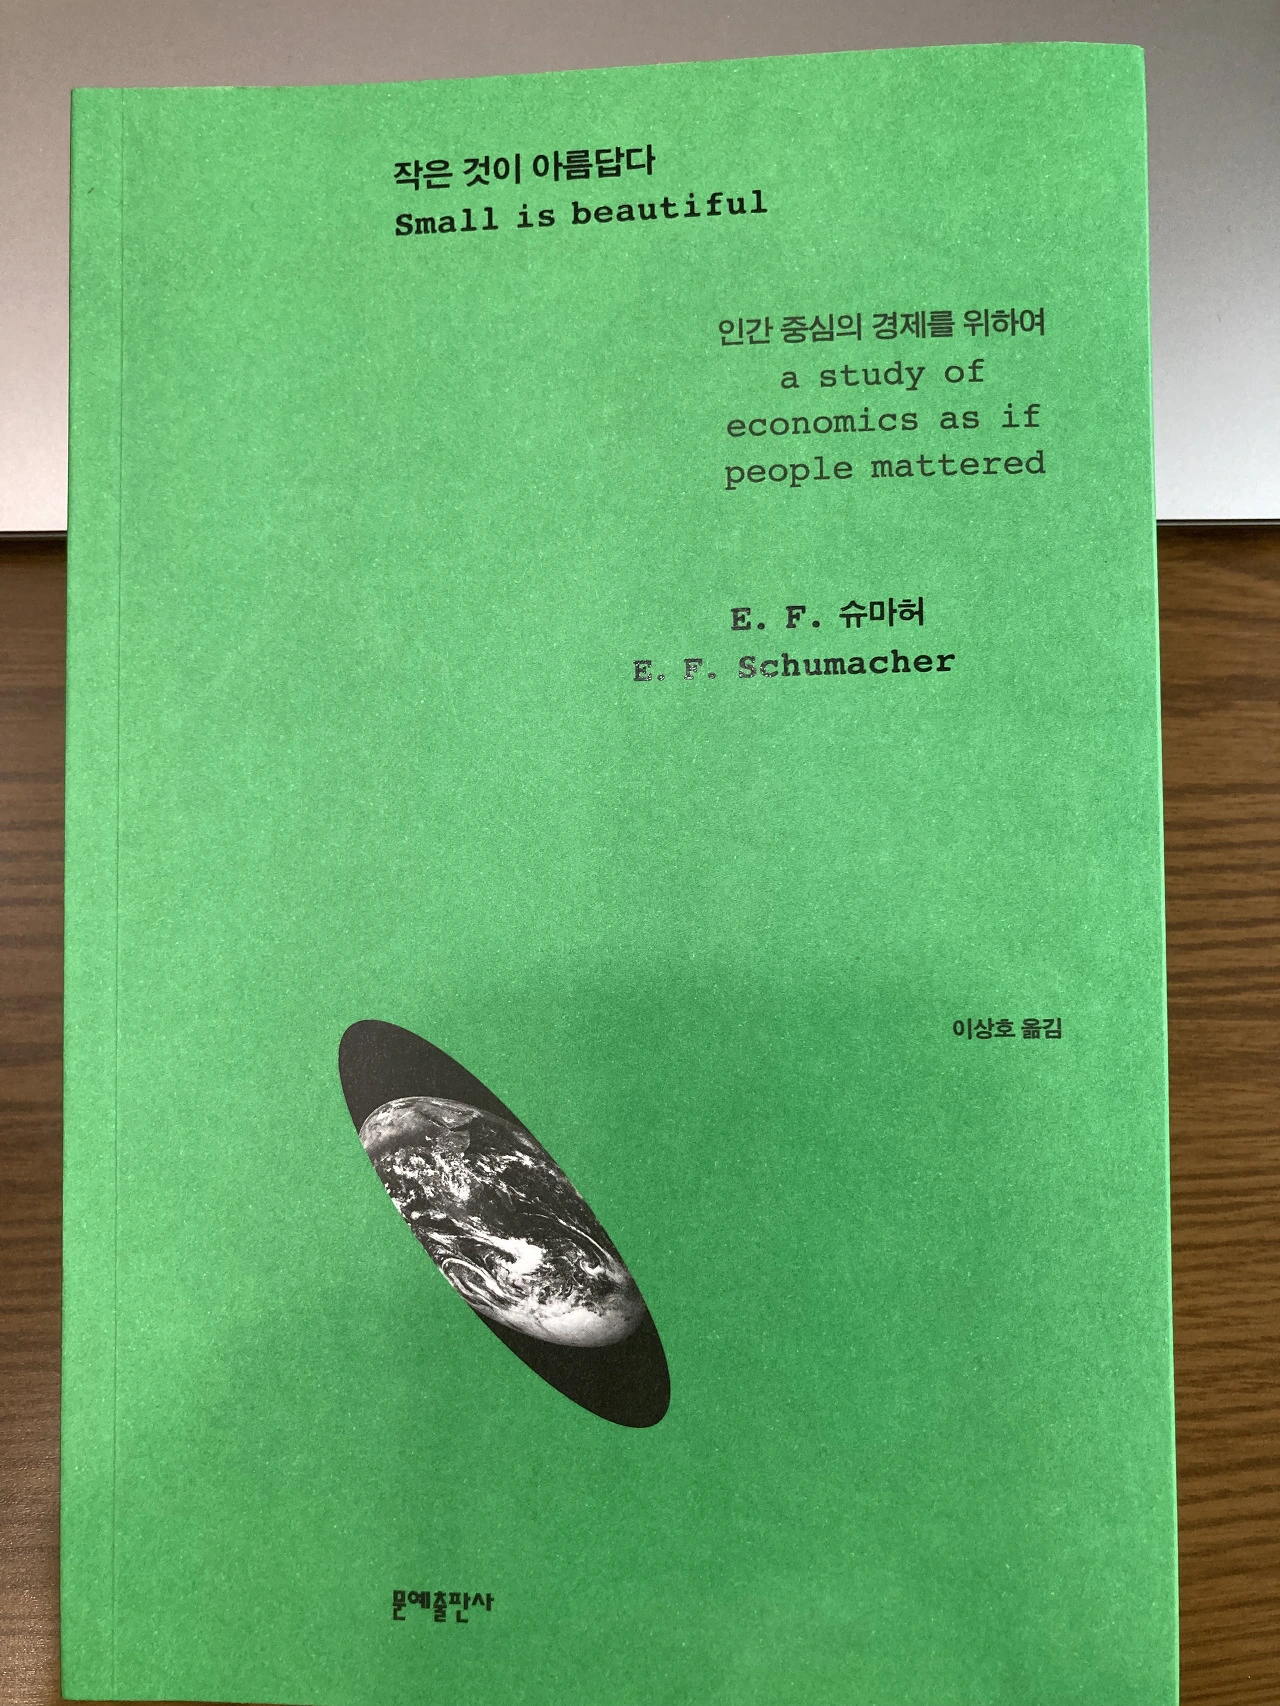 작은 것이 아름답다
Small is beautiful
인간 중심의 경제를 위하여
a study of
economics as if
people mattered
E. F. 슈마허
E. F. Schumacher
이상호 옮김
문예출판사